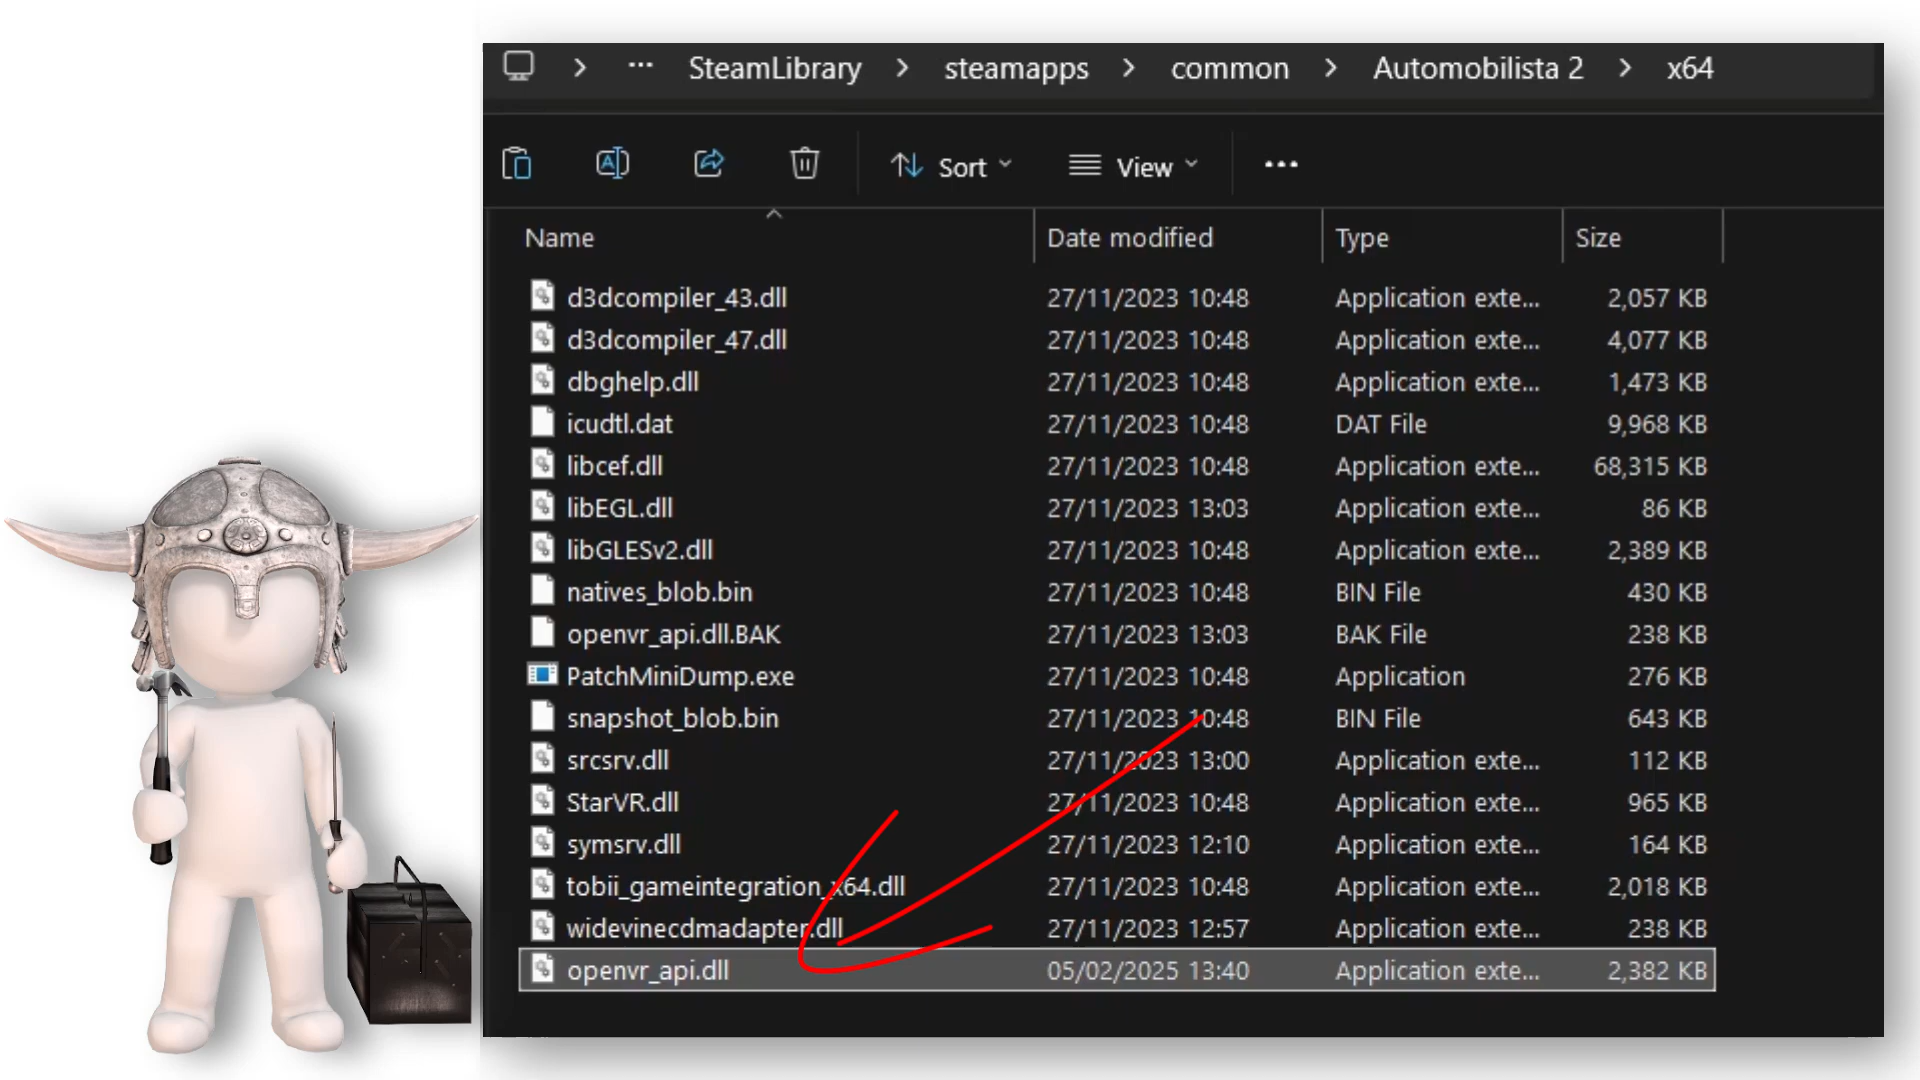 SteamLibrary > steamapps > common > Automobilista 2 > x64
Sort View
Name Date modified Type Size
d3dcompiler_43.dll 27/11/2023 10:48 Application exte... 2,057 KB
d3dcompiler_47.dll 27/11/2023 10:48 Application exte... 4,077 KB
dbghelp.dll 27/11/2023 10:48 Application exte... 1,473 KB
icudtl.dat 27/11/2023 10:48 DAT File 9,968 KB
libcef.dll 27/11/2023 10:48 Application exte... 68,315 KB
libEGL.dll 27/11/2023 13:03 Application exte... 86 KB
libGLESv2.dll 27/11/2023 10:48 Application exte... 2,389 KB
natives_blob.bin 27/11/2023 10:48 BIN File 430 KB
openvr_api.dll.BAK 27/11/2023 13:03 BAK File 238 KB
PatchMiniDump.exe 27/11/2023 10:48 Application 276 KB
snapshot_blob.bin 27/11/2023 10:48 BIN File 643 KB
srcsrv.dll 27/11/2023 13:00 Application exte... 112 KB
StarVR.dll 27/11/2023 10:48 Application exte... 965 KB
symsrv.dll 27/11/2023 12:10 Application exte... 164 KB
tobii_gameintegration_x64.dll 27/11/2023 10:48 Application exte... 2,018 KB
widevinecdmadapter.dll 27/11/2023 12:57 Application exte... 238 KB
openvr_api.dll 05/02/2025 13:40 Application exte... 2,382 KB